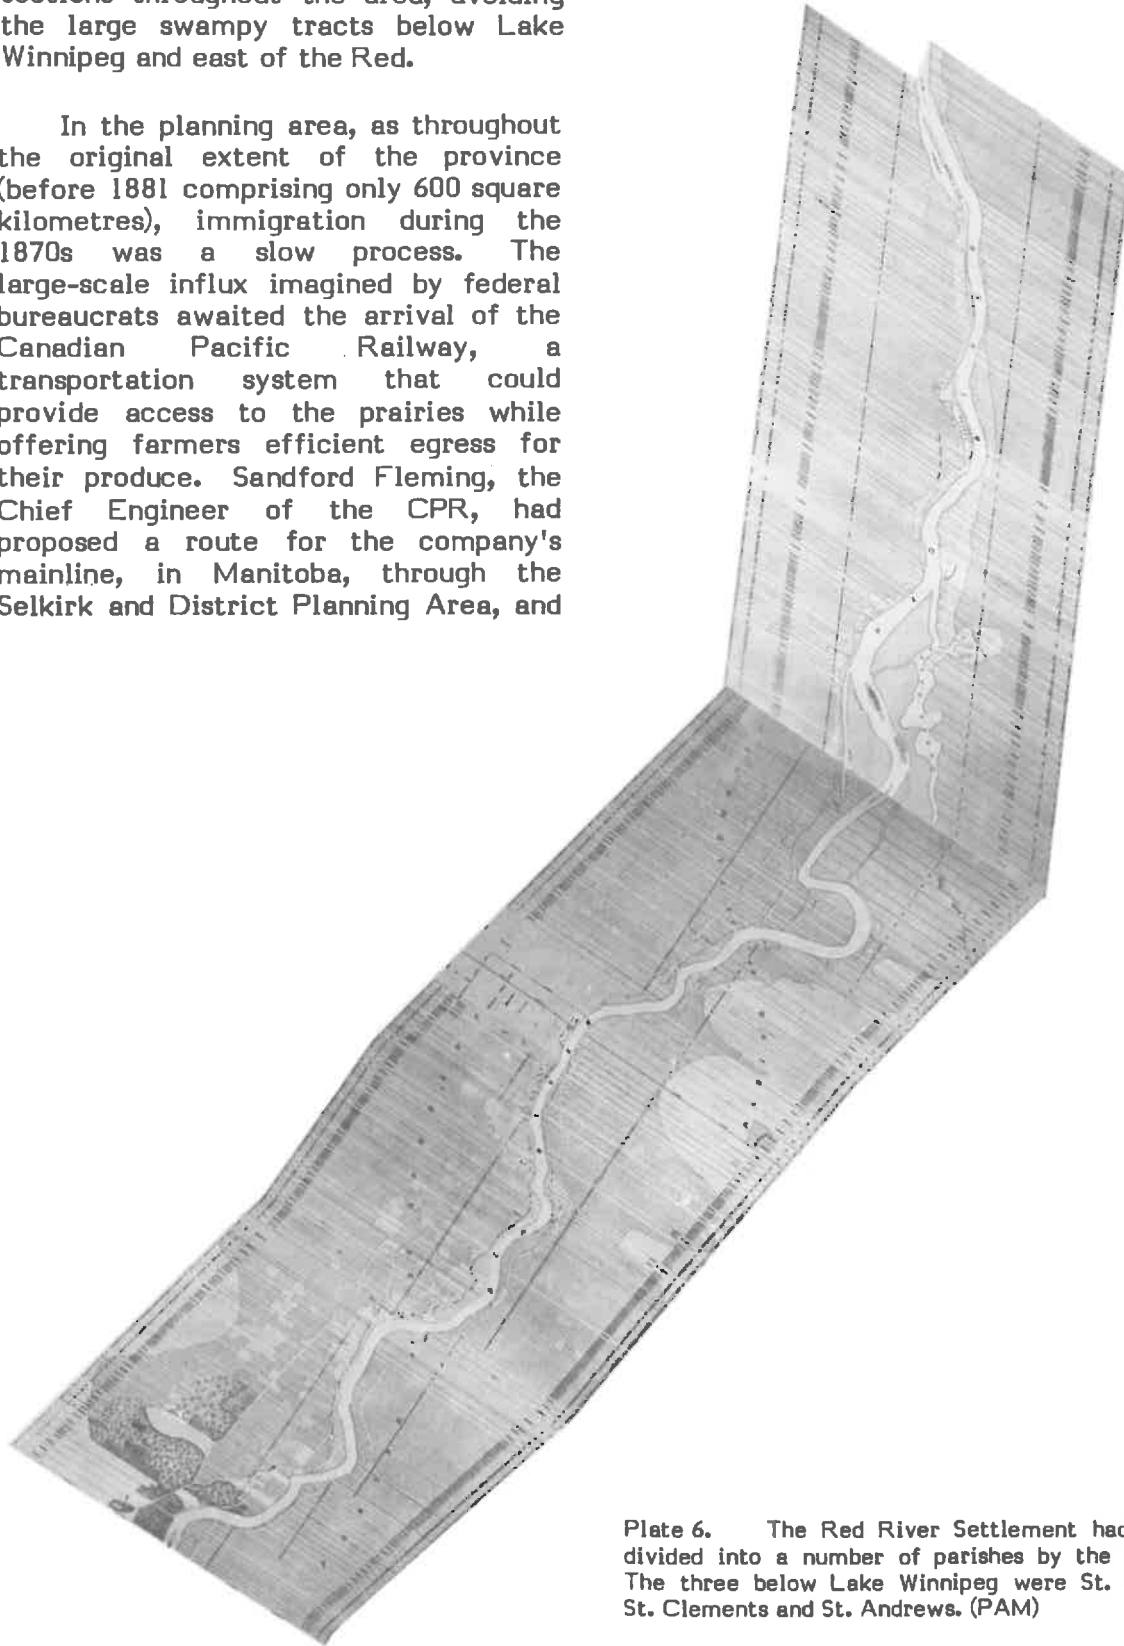 the large swampy tracts below Lake
Winnipeg and east of the Red.
In the planning area, as throughout
the original extent of the province
(before 1881 comprising only 600 square
kilometres), immigration during the
1870s was a slow process. The
large-scale influx imagined by federal
bureaucrats awaited the arrival of the
Canadian Pacific Railway, a
transportation system that could
provide access to the prairies while
offering farmers efficient egress for
their produce. Sandford Fleming, the
Chief Engineer of the CPR, had
proposed a route for the company's
mainline, in Manitoba, through the
Selkirk and District Planning Area, and
Plate 6. The Red River Settlement had
divided into a number of parishes by the
The three below Lake Winnipeg were St.
St. Clements and St. Andrews. (PAM)